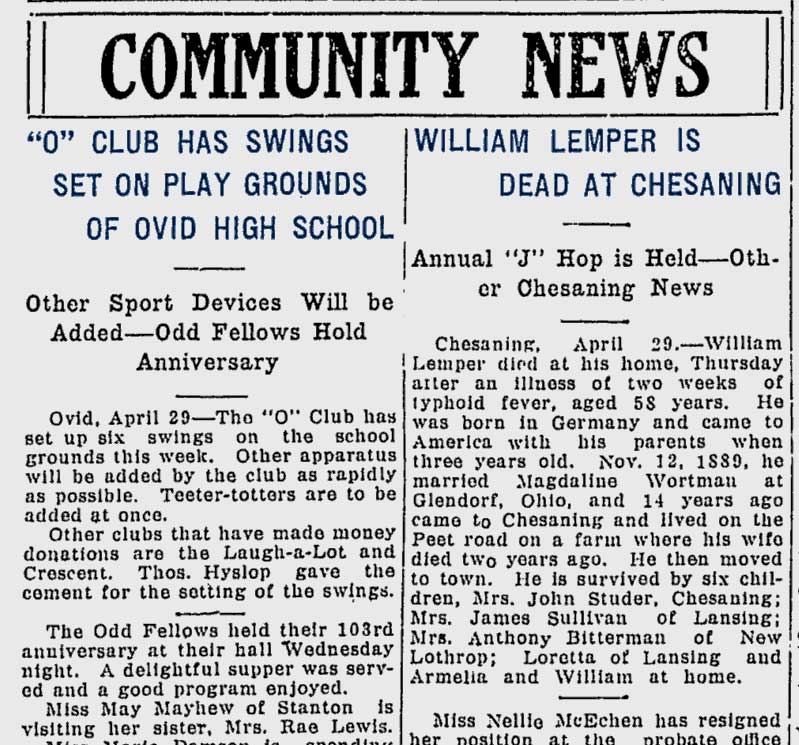 COMMUNITY NEWS
"O" CLUB HAS SWINGS
SET ON PLAY GROUNDS
OF OVID HIGH SCHOOL
Other Sport Devices Will be
Added—Odd Fellows Hold
Anniversary
Ovid, April 29—The "O" Club has
set up six swings on the school
grounds this week. Other apparatus
will be added by the club as rapidly
as possible. Teeter-totters are to be
added at once.
Other clubs that have made money
donations are the Laugh-a-Lot and
Crescent. Thos. Hyslop gave the
cement for the setting of the swings.
The Odd Fellows held their 103rd
anniversary at their hall Wednesday
night. A delightful supper was serv-
ed and a good program enjoyed.
Miss May Mayhew of Stanton is
visiting her sister, Mrs. Rae Lewis.
WILLIAM LEMPER IS
DEAD AT CHESANING
Annual "J" Hop is Held—Oth-
er Chesaning News
Chesaning, April 29.—William
Lemper died at his home, Thursday
after an illness of two weeks of
typhoid fever, aged 58 years. He
was born in Germany and came to
America with his parents when
three years old. Nov. 12, 1889, he
married Magdaline Wortman at
Glendorf, Ohio, and 14 years ago
came to Chesaning and lived on the
Peet road on a farm where his wife
died two years ago. He then moved
to town. He is survived by six chil-
dren, Mrs. John Studer, Chesaning;
Mrs. James Sullivan of Lansing;
Mrs. Anthony Bitterman of New
Lothrop; Loretta of Lansing and
Armelia and William at home.
Miss Nellie McEchen has resigned
her position at the probate office